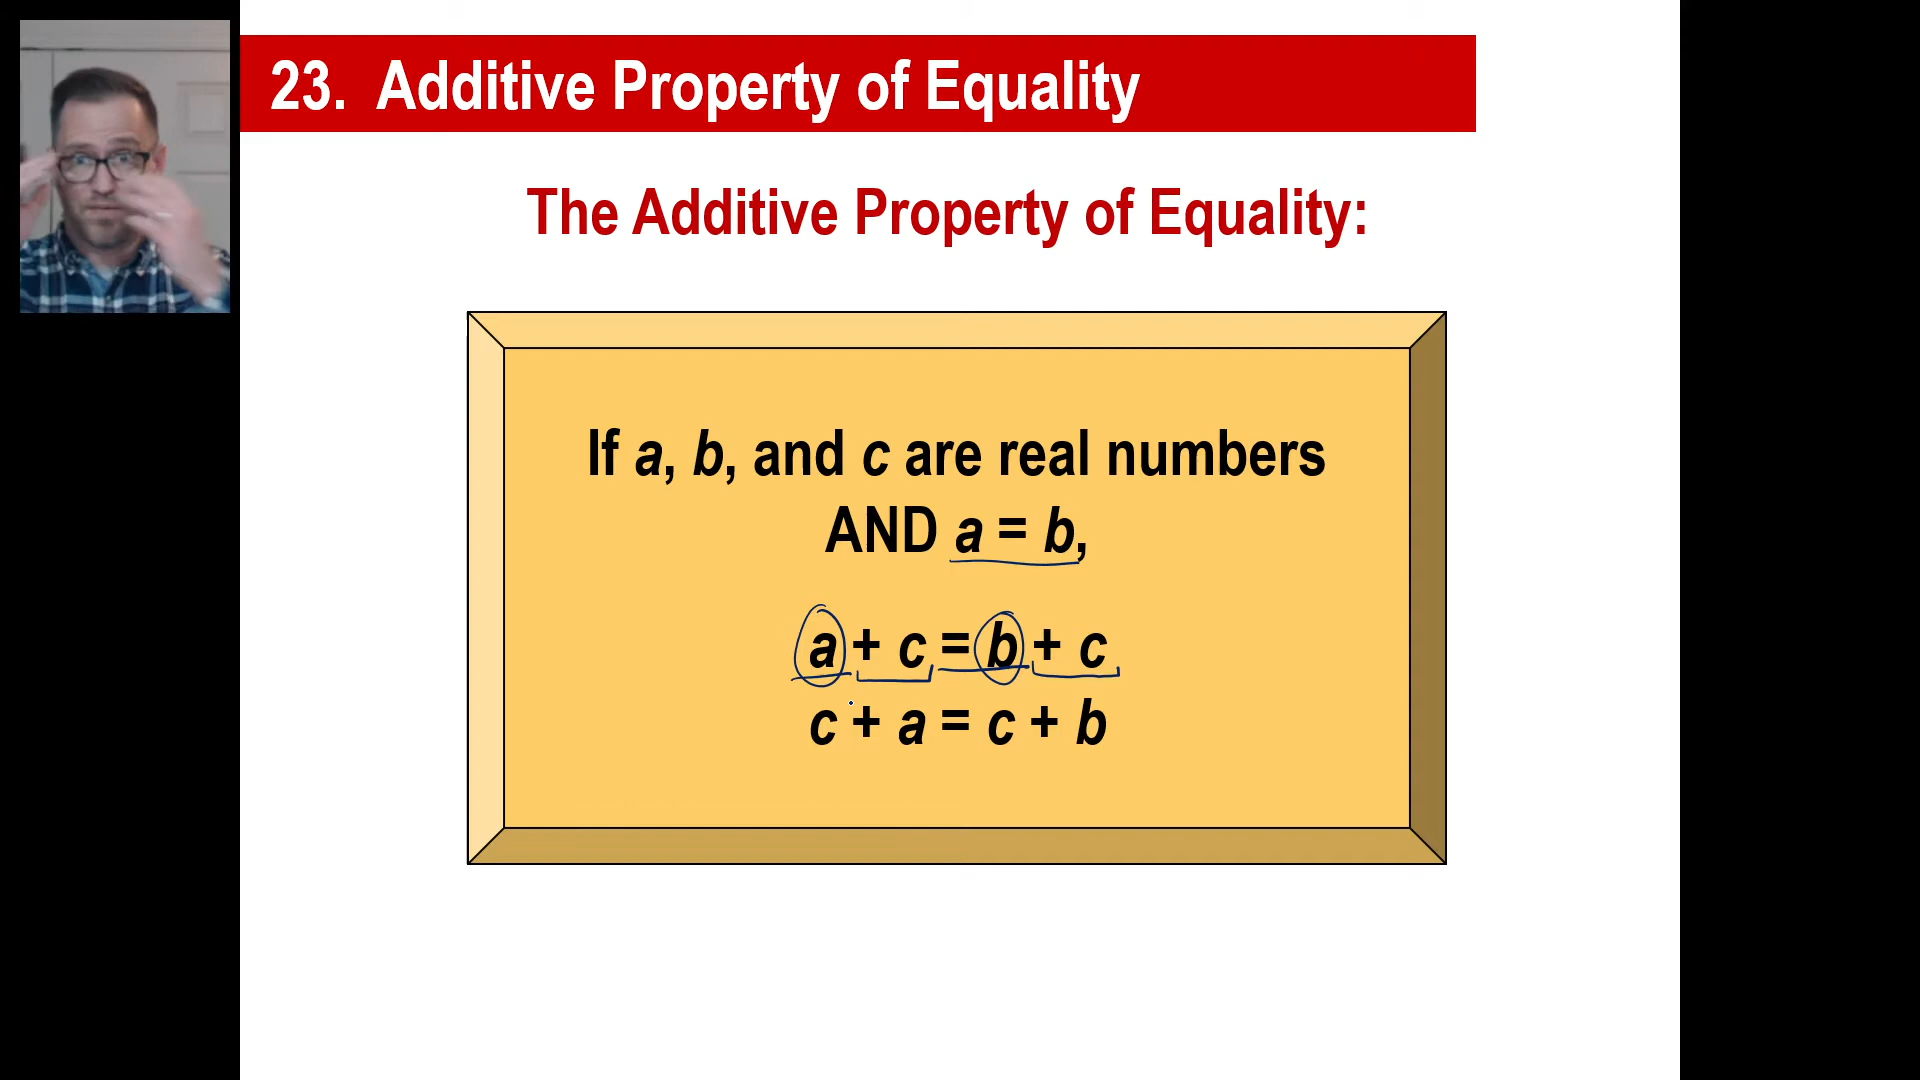 23. Additive Property of Equality
The Additive Property of Equality:
If a, b, and c are real numbers
AND a = b,
a + c = b + c
c + a = c + b